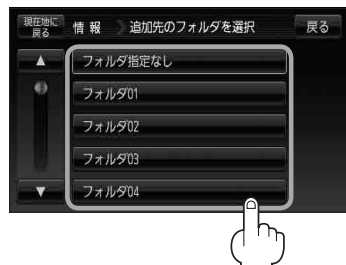 現在地に
戻る
情 報 追加先のフォルダを選択
戻る
▲
フォルダ指定なし
フォルダ01
フォルダ02
フォルダ03
フォルダ04
▼